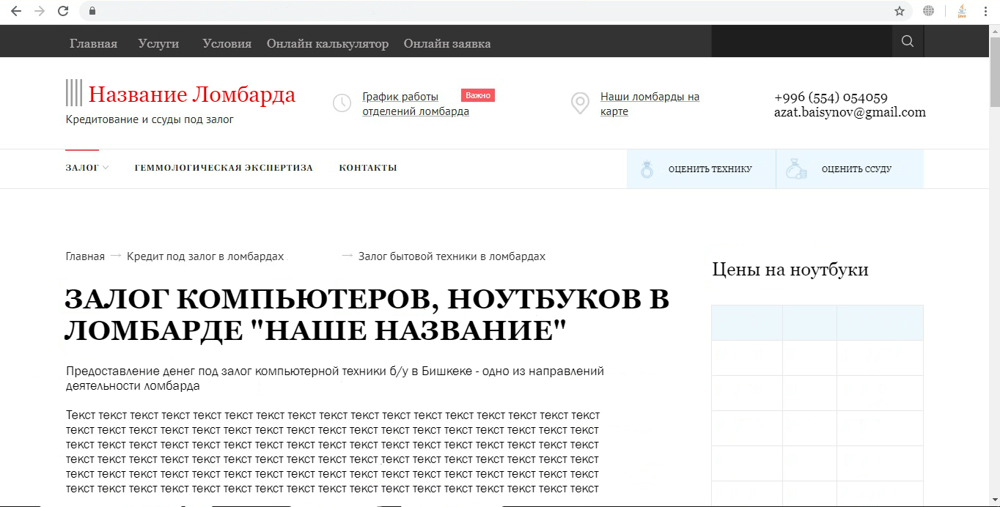 Java
Главная Услуги Условия Онлайн калькулятор Онлайн заявка
Название Ломбарда
Кредитование и ссуды под залог
График работы Важно
отделений ломбарда
Наши ломбарды на
карте
+996 (554) 054059
azat.baisynov@gmail.com
ЗАЛОГ ГЕММОЛОГИЧЕСКАЯ ЭКСПЕРТИЗА КОНТАКТЫ
ОЦЕНИТЬ ТЕХНИКУ ОЦЕНИТЬ ССУДУ
Главная → Кредит под залог в ломбардах → Залог бытовой техники в ломбардах
Цены на ноутбуки
ЗАЛОГ КОМПЬЮТЕРОВ, НОУТБУКОВ В
ЛОМБАРДЕ "НАШЕ НАЗВАНИЕ"
Предоставление денег под залог компьютерной техники б/у в Бишкеке - одно из направлений
деятельности ломбарда
Текст текст текст текст текст текст текст текст текст текст текст текст текст текст текст текст текст
текст текст текст текст текст текст текст текст текст текст текст текст текст текст текст текст текст
текст текст текст текст текст текст текст текст текст текст текст текст текст текст текст текст текст
текст текст текст текст текст текст текст текст текст текст текст текст текст текст текст текст текст
текст текст текст текст текст текст текст текст текст текст текст текст текст текст текст текст текст
текст текст текст текст текст текст текст текст текст текст текст текст текст текст текст текст текст